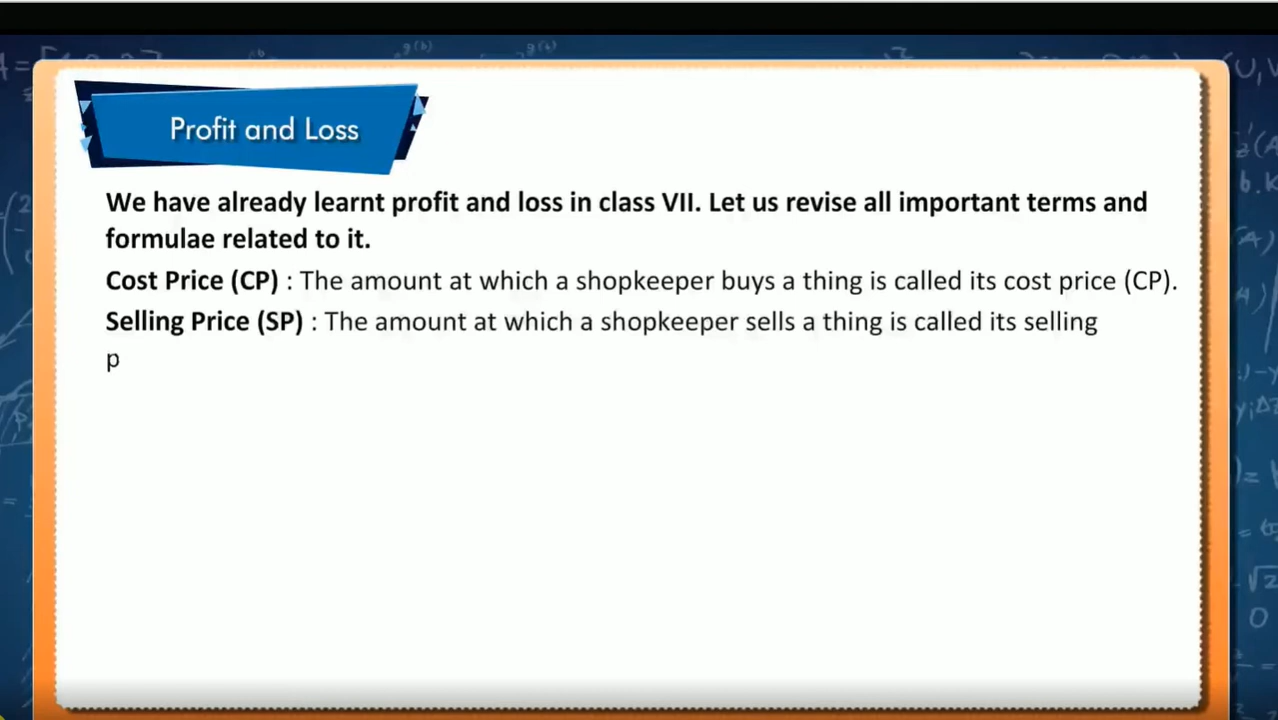 Profit and Loss
We have already learnt profit and loss in class VII. Let us revise all important terms and
formulae related to it.
Cost Price (CP) : The amount at which a shopkeeper buys a thing is called its cost price (CP).
Selling Price (SP) : The amount at which a shopkeeper sells a thing is called its selling
p